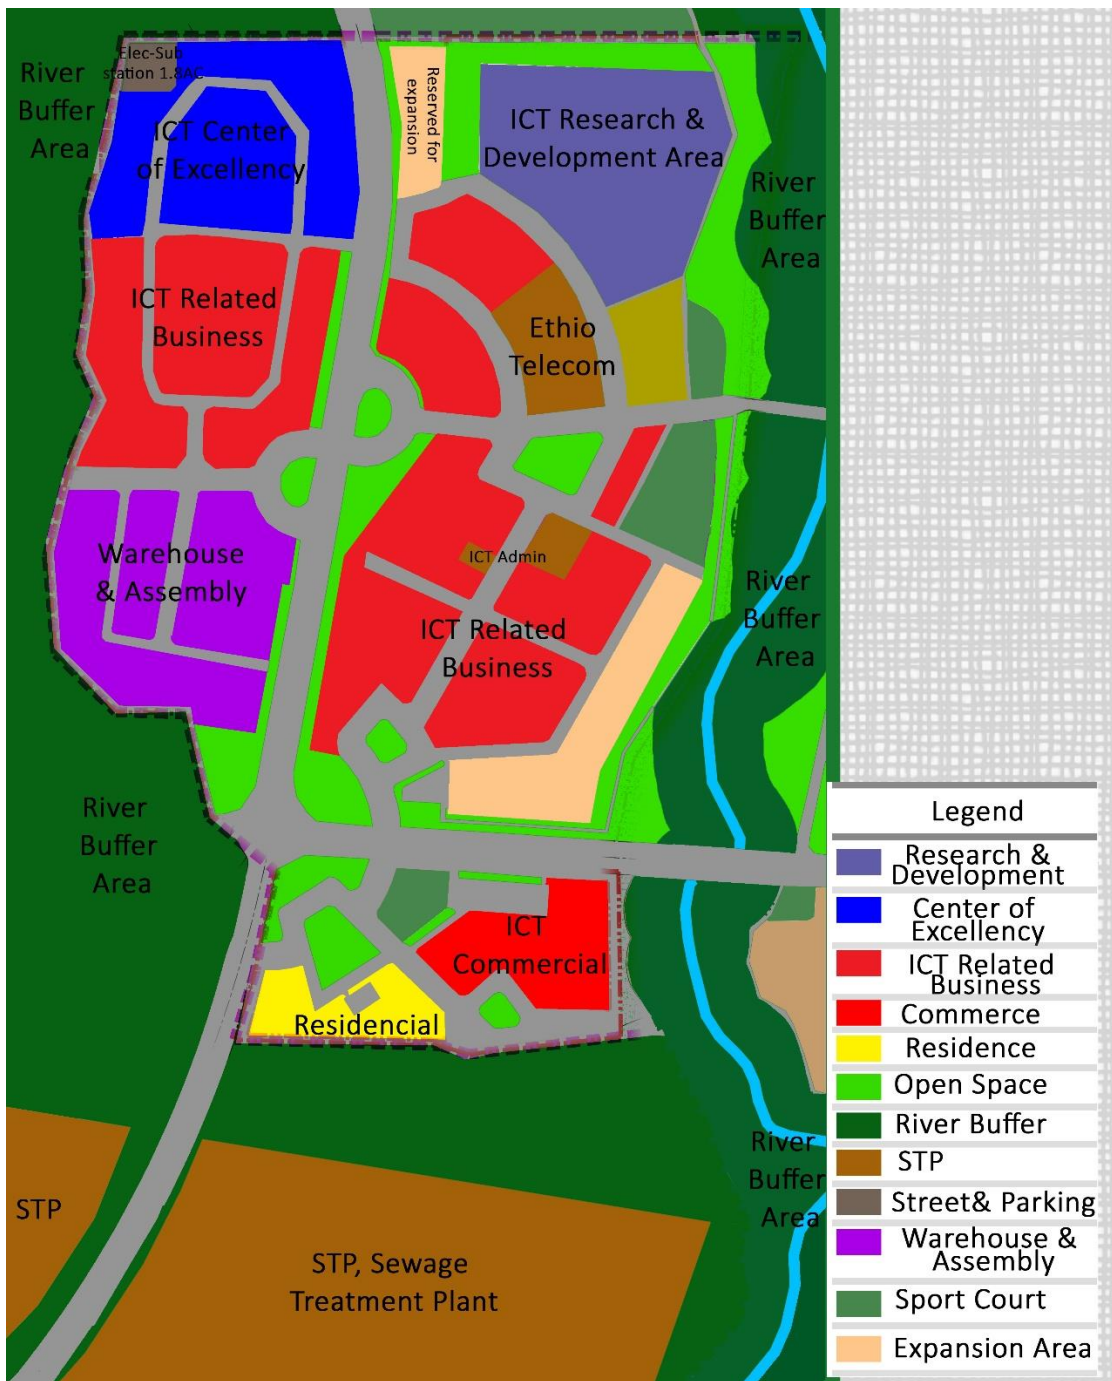 Elec-Sub
station 1.8AC
River
Buffer
Area
ICT Center
of Excellency
Reserved for
expansion
ICT Research &
Development Area
River
Buffer
Area
ICT Related
Business
Ethio
Telecom
Warehouse
& Assembly
ICT Admin
ICT Related
Business
River
Buffer
Area
River
Buffer
Area
ICT
Commercial
Residencial
River
Buffer
Area
STP
STP, Sewage
Treatment Plant
Legend
Research &
Development
Center of
Excellency
ICT Related
Business
Commerce
Residence
Open Space
River Buffer
STP
Street& Parking
Warehouse &
Assembly
Sport Court
Expansion Area